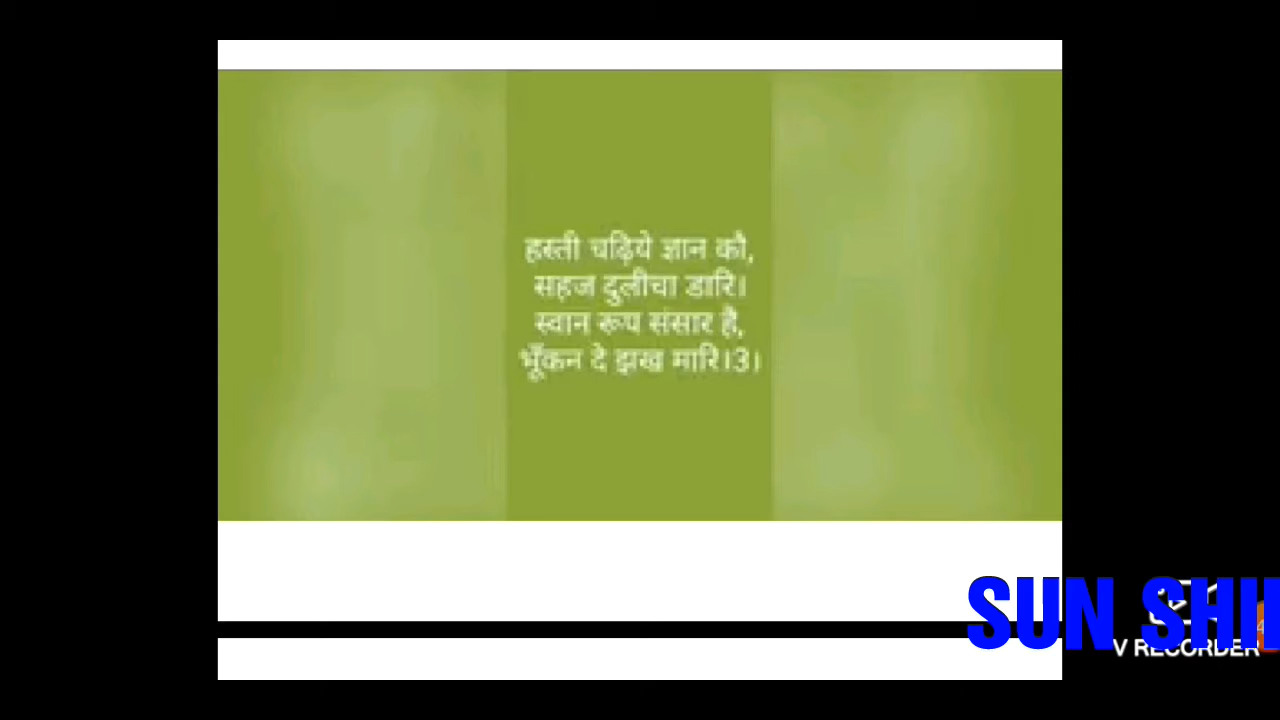 हस्ती चढ़िये ज्ञान कौ,
सहज दुलीचा डारि।
स्वान रूप संसार है,
भूँकन दे झख मारि।3।
SUN SHI
V RECORDER